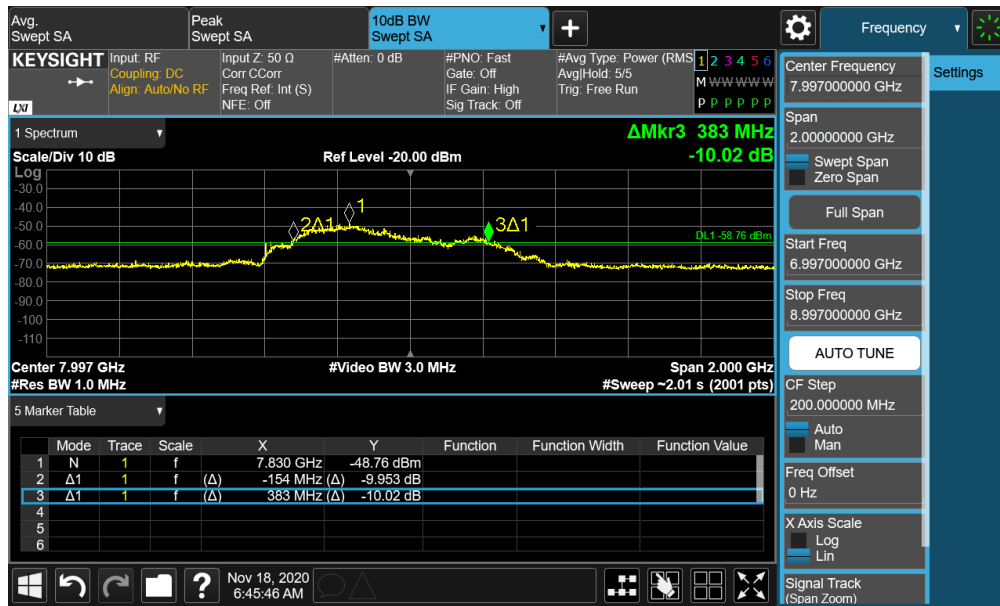 Avg.
Swept SA
Peak
Swept SA
10dB BW
Swept SA
Frequency
KEYSIGHT
LXI
Input: RF
Coupling: DC
Align: Auto/No RF
Input Z: 50 Ω
Corr CCorr
Freq Ref: Int (S)
NFE: Off
#Atten: 0 dB
#PNO: Fast
Gate: Off
IF Gain: High
Sig Track: Off
#Avg Type: Power (RMS
Avg|Hold: 5/5
Trig: Free Run
1 2 3 4 5 6
M W W W W W
P P P P P P
1 Spectrum
ΔMkr3 383 MHz
-10.02 dB
Scale/Div 10 dB
Ref Level -20.00 dBm
Log
-30.0
-40.0
-50.0
-60.0
-70.0
-80.0
-90.0
-100
-110
2Δ1
1
3Δ1
DL1 -58.76 dBm
Center 7.997 GHz
#Video BW 3.0 MHz
Span 2.000 GHz
#Res BW 1.0 MHz
#Sweep ~2.01 s (2001 pts)
5 Marker Table
Mode Trace Scale X Y Function Function Width Function Value
1 N 1 f 7.830 GHz -48.76 dBm
2 Δ1 1 f (Δ) -154 MHz (Δ) -9.953 dB
3 Δ1 1 f (Δ) 383 MHz (Δ) -10.02 dB
4
5
6
?
Nov 18, 2020
6:45:46 AM
Center Frequency
7.997000000 GHz
Span
2.00000000 GHz
Swept Span
Zero Span
Full Span
Start Freq
6.997000000 GHz
Stop Freq
8.997000000 GHz
AUTO TUNE
CF Step
200.000000 MHz
Auto
Man
Freq Offset
0 Hz
X Axis Scale
Log
Lin
Signal Track
(Span Zoom)
Settings